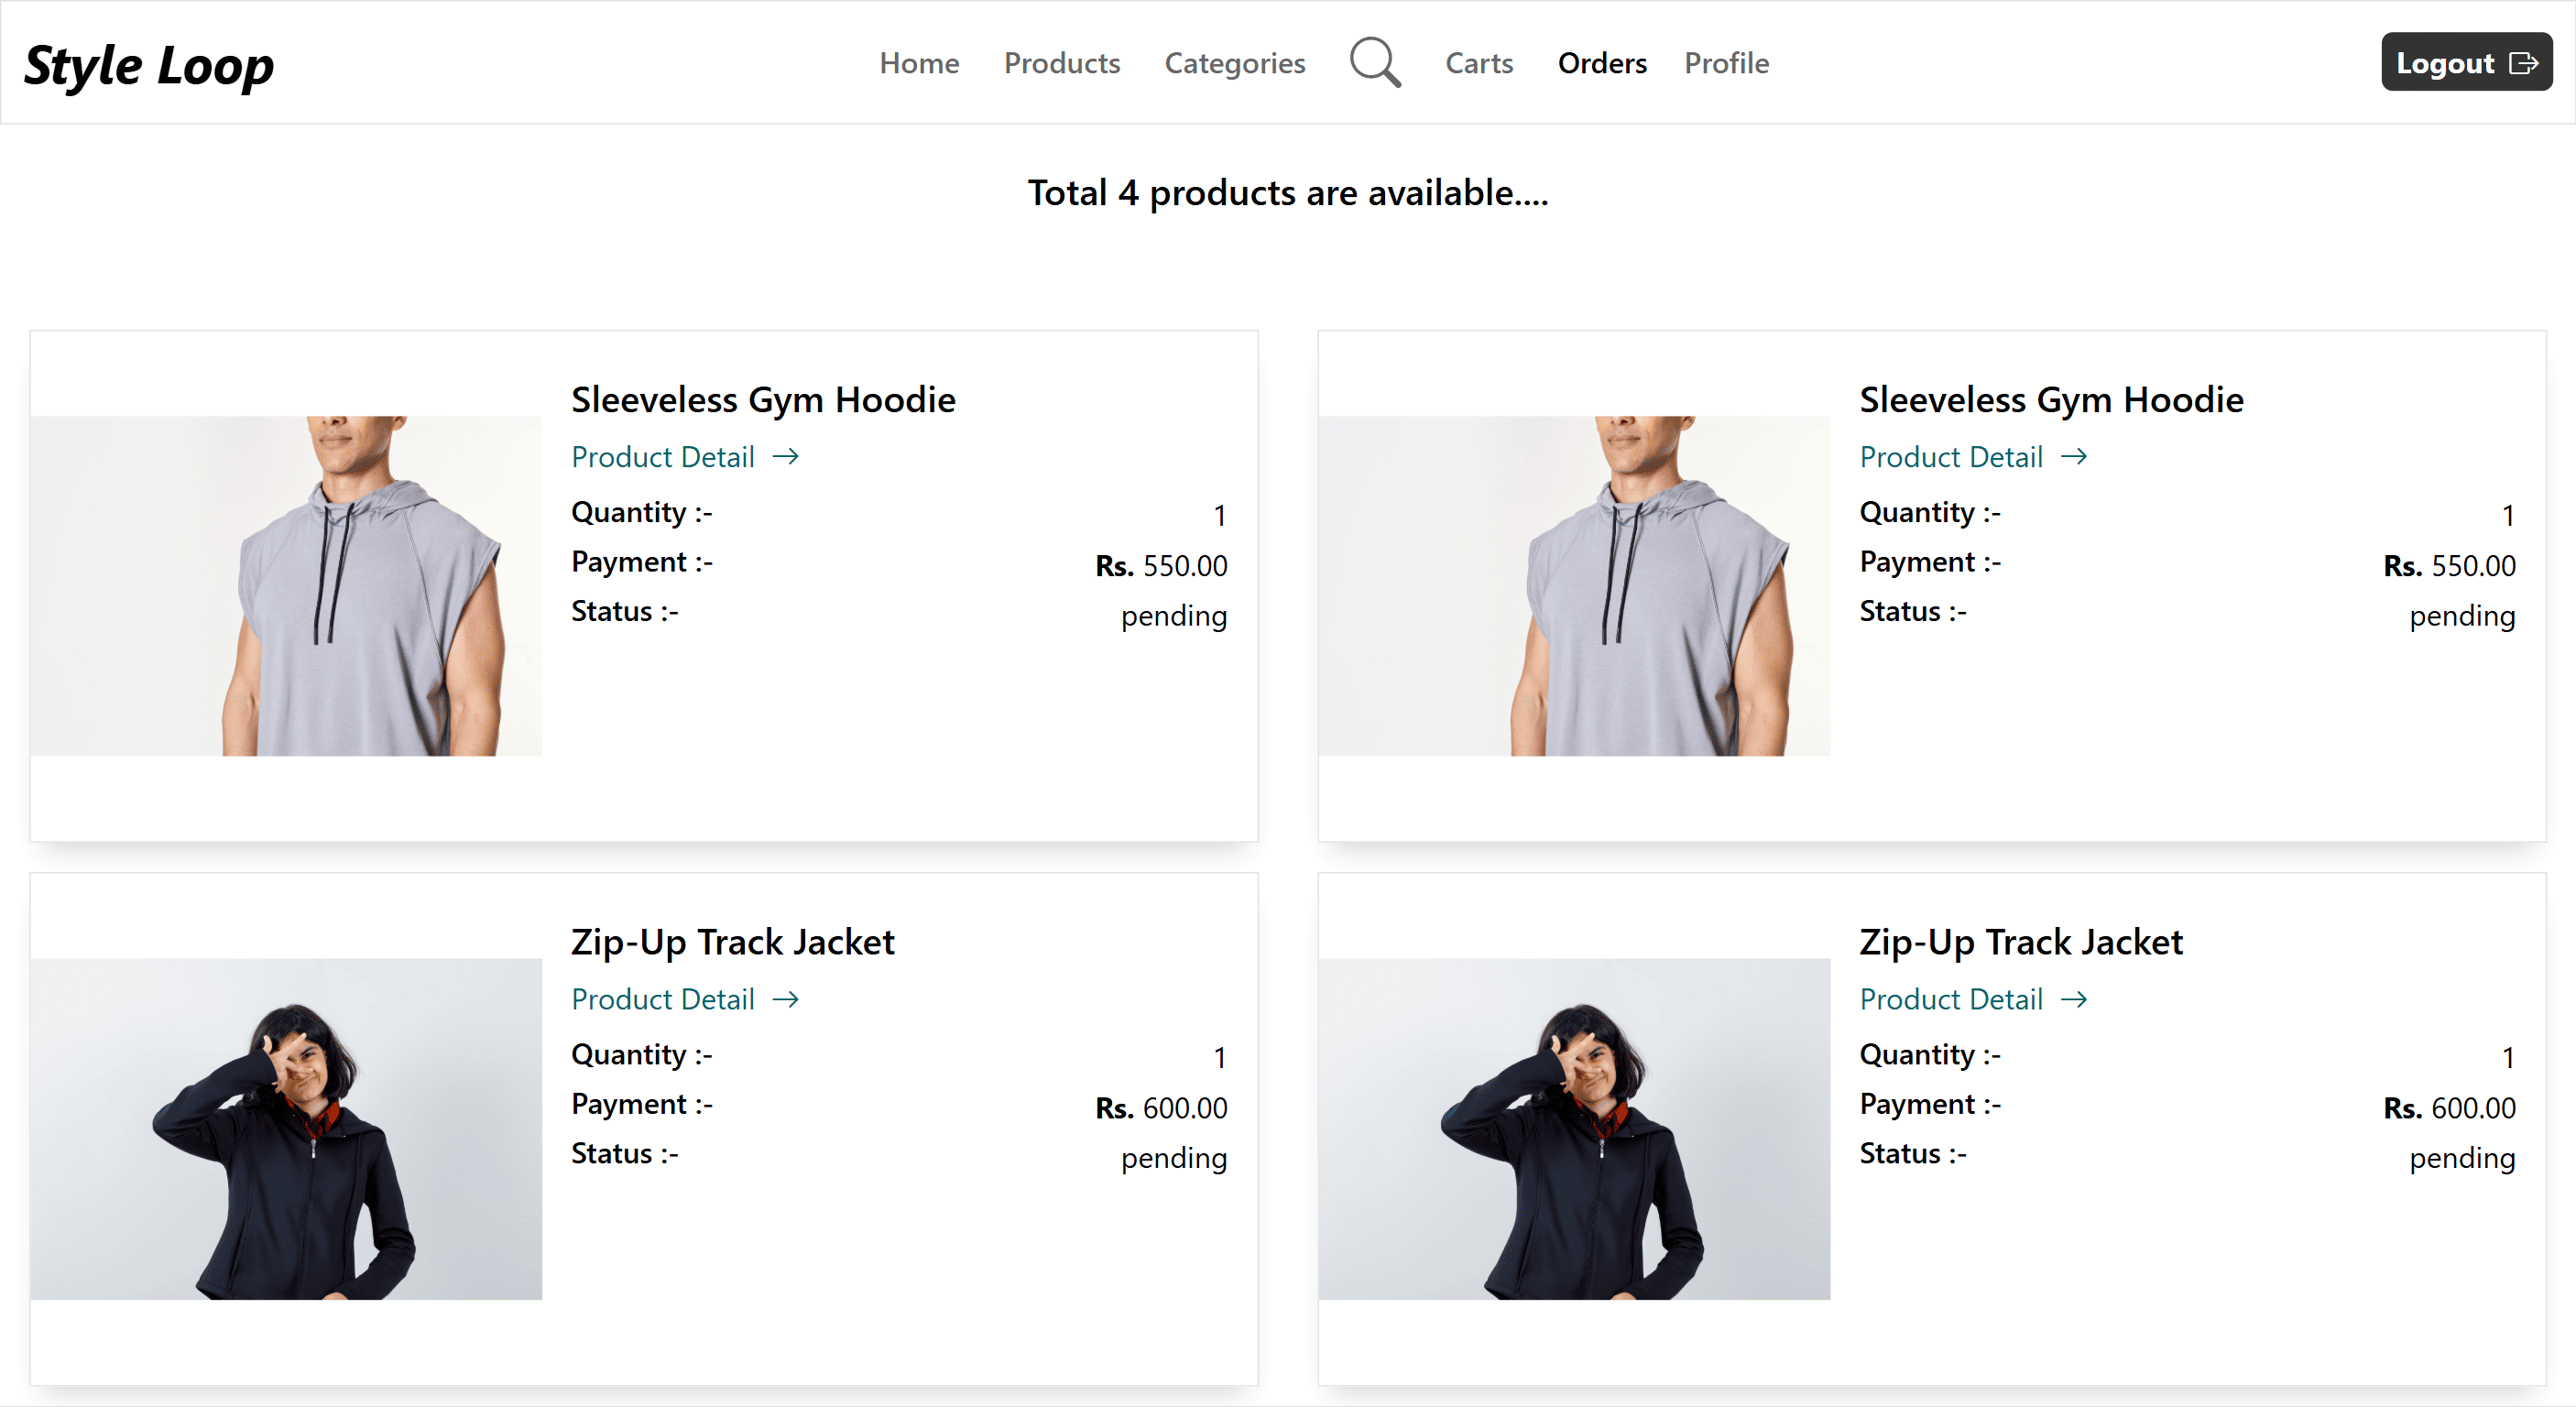 Style Loop
Home Products Categories Carts Orders Profile
Logout
Total 4 products are available....
Sleeveless Gym Hoodie
Product Detail →
Quantity :- 1
Payment :- Rs. 550.00
Status :- pending
Sleeveless Gym Hoodie
Product Detail →
Quantity :- 1
Payment :- Rs. 550.00
Status :- pending
Zip-Up Track Jacket
Product Detail →
Quantity :- 1
Payment :- Rs. 600.00
Status :- pending
Zip-Up Track Jacket
Product Detail →
Quantity :- 1
Payment :- Rs. 600.00
Status :- pending